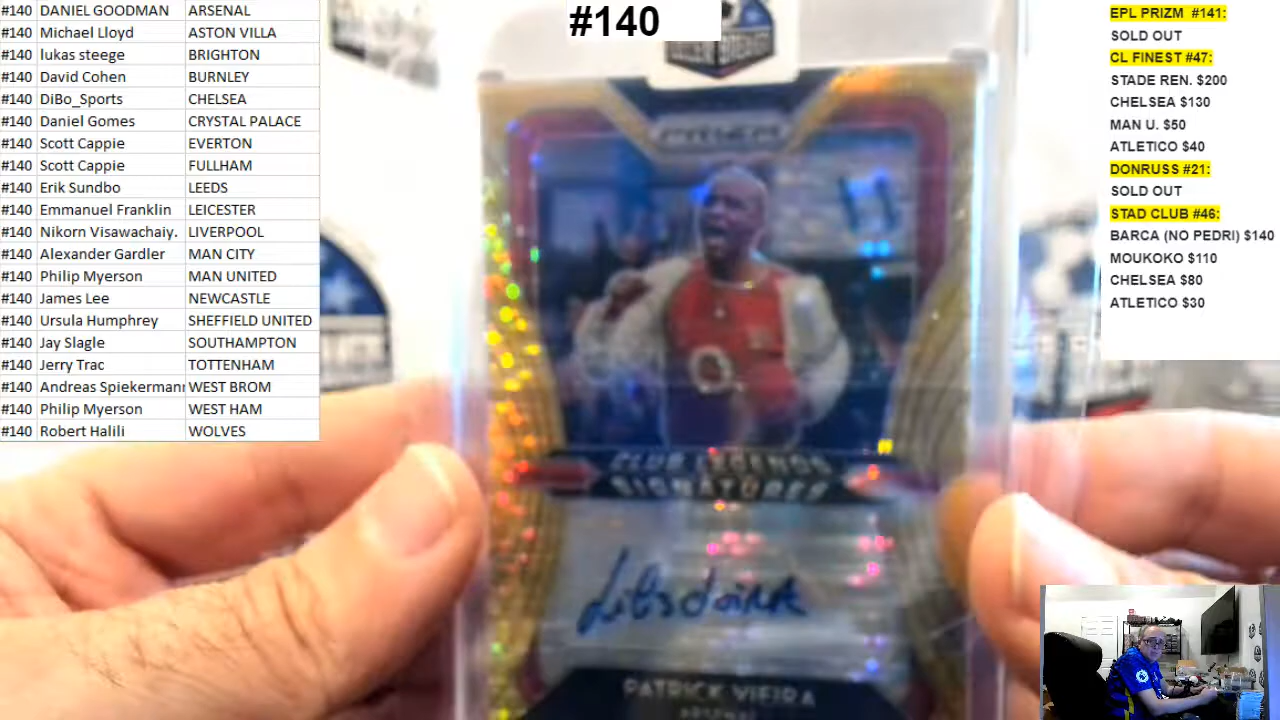 #140 DANIEL GOODMAN ARSENAL
#140 Michael Lloyd ASTON VILLA
#140 lukas steege BRIGHTON
#140 David Cohen BURNLEY
#140 DiBo_Sports CHELSEA
#140 Daniel Gomes CRYSTAL PALACE
#140 Scott Cappie EVERTON
#140 Scott Cappie FULLHAM
#140 Erik Sundbo LEEDS
#140 Emmanuel Franklin LEICESTER
#140 Nikorn Visawachaiy. LIVERPOOL
#140 Alexander Gardler MAN CITY
#140 Philip Myerson MAN UNITED
#140 James Lee NEWCASTLE
#140 Ursula Humphrey SHEFFIELD UNITED
#140 Jay Slagle SOUTHAMPTON
#140 Jerry Trac TOTTENHAM
#140 Andreas Spiekermann WEST BROM
#140 Philip Myerson WEST HAM
#140 Robert Halili WOLVES
#140
PRIZM
CLUB LEGENDS
SIGNATURES
PATRICK VIEIRA
ARSENAL
EPL PRIZM #141:
SOLD OUT
CL FINEST #47:
STADE REN. $200
CHELSEA $130
MAN U. $50
ATLETICO $40
DONRUSS #21:
SOLD OUT
STAD CLUB #46:
BARCA (NO PEDRI) $140
MOUKOKO $110
CHELSEA $80
ATLETICO $30